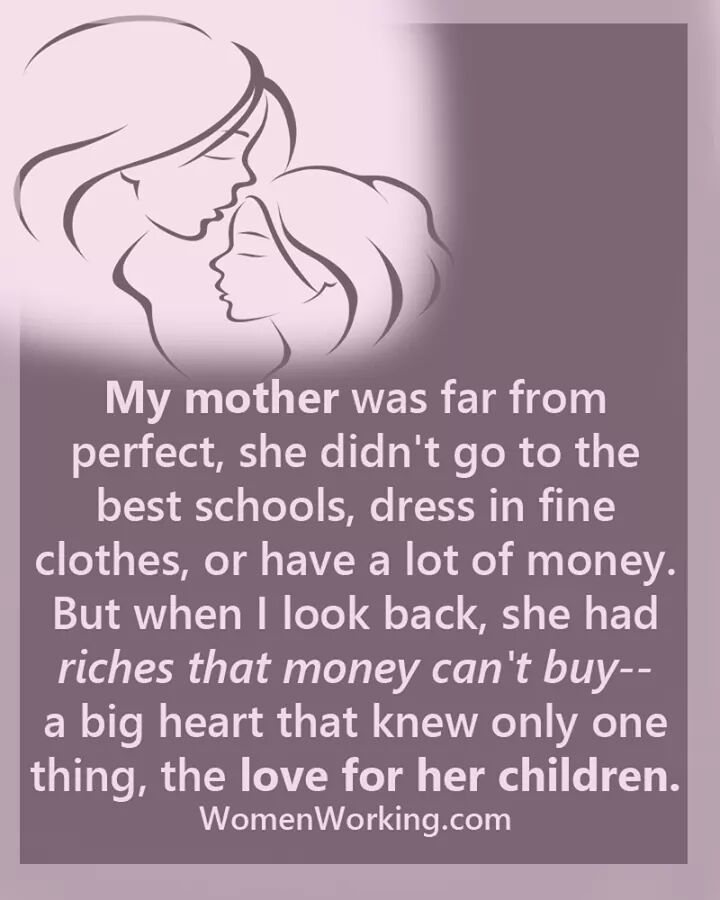 My mother was far from
perfect, she didn't go to the
best schools, dress in fine
clothes, or have a lot of money.
But when I look back, she had
riches that money can't buy--
a big heart that knew only one
thing, the love for her children.
WomenWorking.com